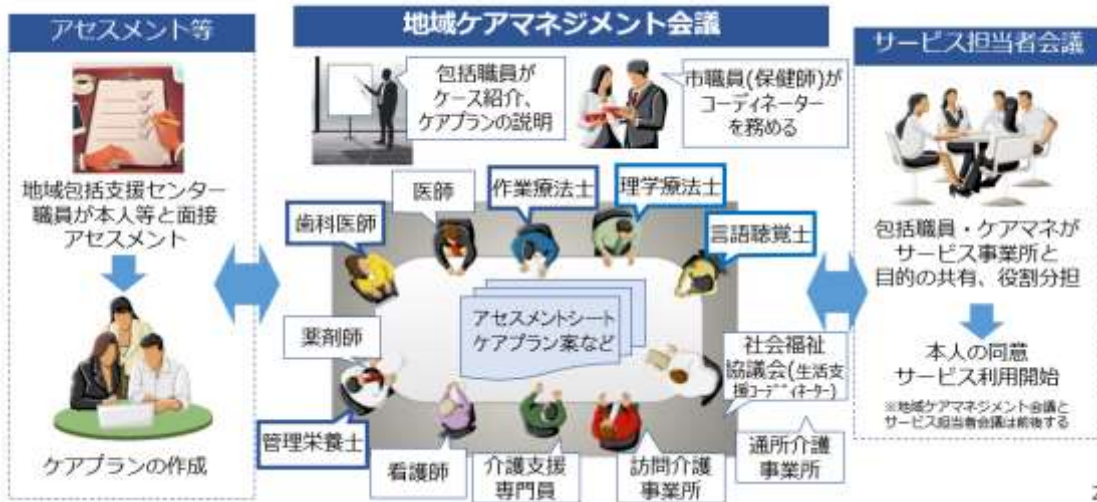 アセスメント等
地域包括支援センター
職員が本人等と面接
アセスメント
ケアプランの作成
地域ケアマネジメント会議
包括職員が
ケース紹介、
ケアプランの説明
市職員(保健師)が
コーディネーター
を務める
医師
作業療法士
理学療法士
歯科医師
言語聴覚士
アセスメントシート
ケアプラン案など
薬剤師
社会福祉
協議会(生活支
援コーディネーター)
管理栄養士
看護師
介護支援
専門員
訪問介護
事業所
通所介護
事業所
サービス担当者会議
包括職員・ケアマネが
サービス事業所と
目的の共有、役割分担
本人の同意
サービス利用開始
※地域ケアマネジメント会議と
サービス担当者会議は前後する